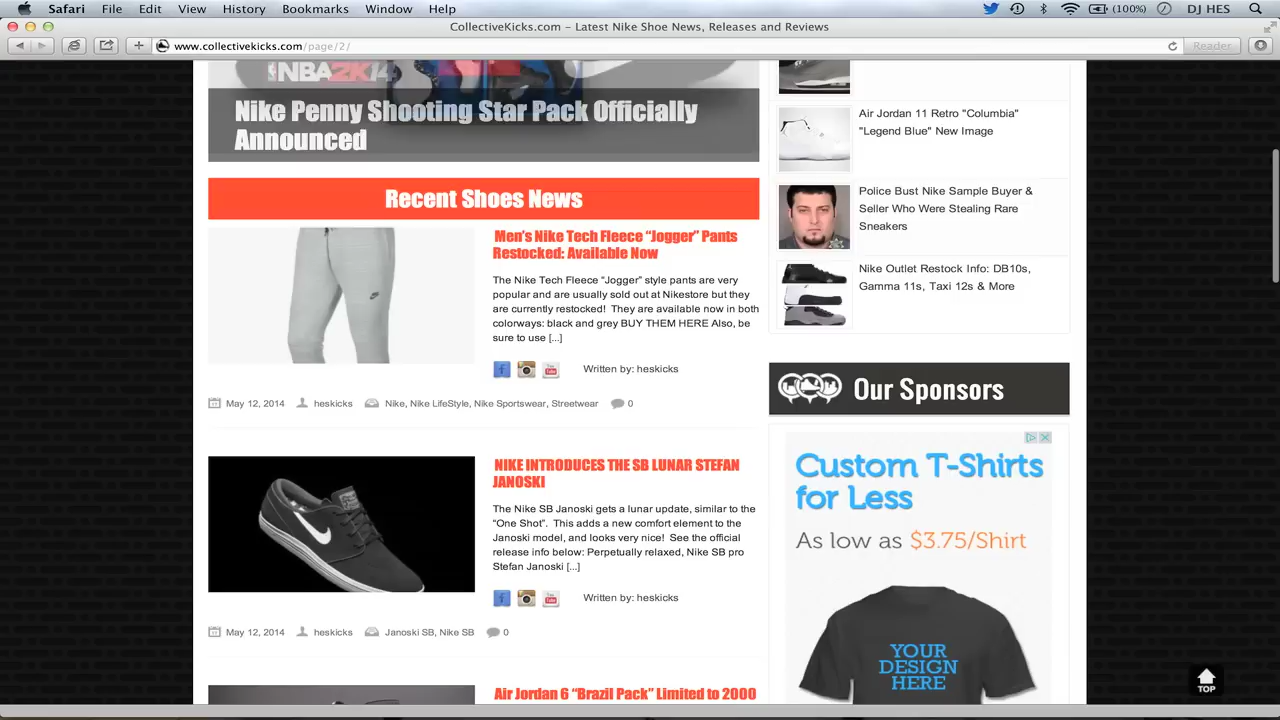 Safari File Edit View History Bookmarks Window Help (100%) DJ HES
CollectiveKicks.com – Latest Nike Shoe News, Releases and Reviews
www.collectivekicks.com/page/2/ Reader
NBA2K14
Nike Penny Shooting Star Pack Officially
Announced
Recent Shoes News
Men's Nike Tech Fleece “Jogger” Pants
Restocked: Available Now
The Nike Tech Fleece “Jogger” style pants are very
popular and are usually sold out at Nikestore but they
are currently restocked!  They are available now in both
colorways: black and grey BUY THEM HERE Also, be
sure to use [...]
Written by: heskicks
May 12, 2014 heskicks Nike, Nike LifeStyle, Nike Sportswear, Streetwear 0
NIKE INTRODUCES THE SB LUNAR STEFAN
JANOSKI
The Nike SB Janoski gets a lunar update, similar to the
“One Shot”.  This adds a new comfort element to the
Janoski model, and looks very nice!  See the official
release info below: Perpetually relaxed, Nike SB pro
Stefan Janoski [...]
Written by: heskicks
May 12, 2014 heskicks Janoski SB, Nike SB 0
Air Jordan 6 “Brazil Pack” Limited to 2000
Air Jordan 11 Retro "Columbia"
"Legend Blue" New Image
Police Bust Nike Sample Buyer &
Seller Who Were Stealing Rare
Sneakers
Nike Outlet Restock Info: DB10s,
Gamma 11s, Taxi 12s & More
Our Sponsors
Custom T-Shirts
for Less
As low as $3.75/Shirt
YOUR
DESIGN
HERE
TOP